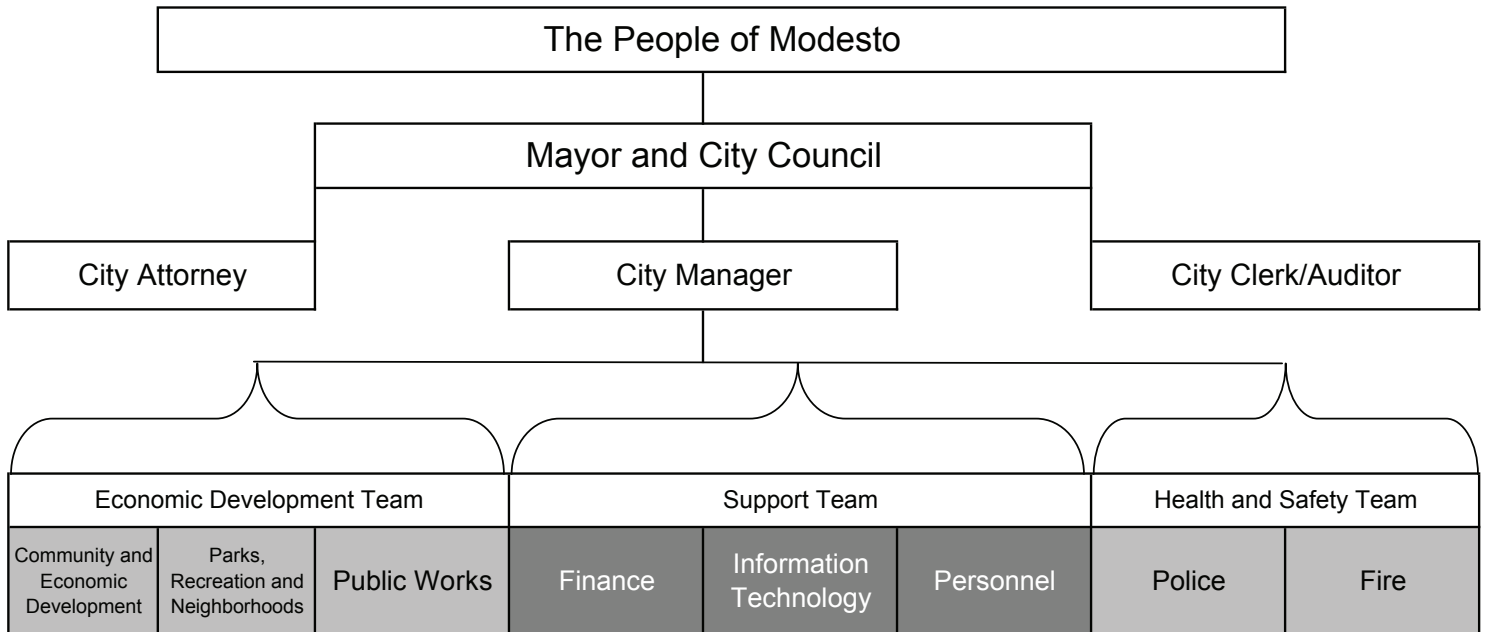 The People of Modesto
Mayor and City Council
City Attorney
City Manager
City Clerk/Auditor
Economic Development Team
Support Team
Health and Safety Team
Community and
Economic
Development
Parks,
Recreation and
Neighborhoods
Public Works
Finance
Information
Technology
Personnel
Police
Fire